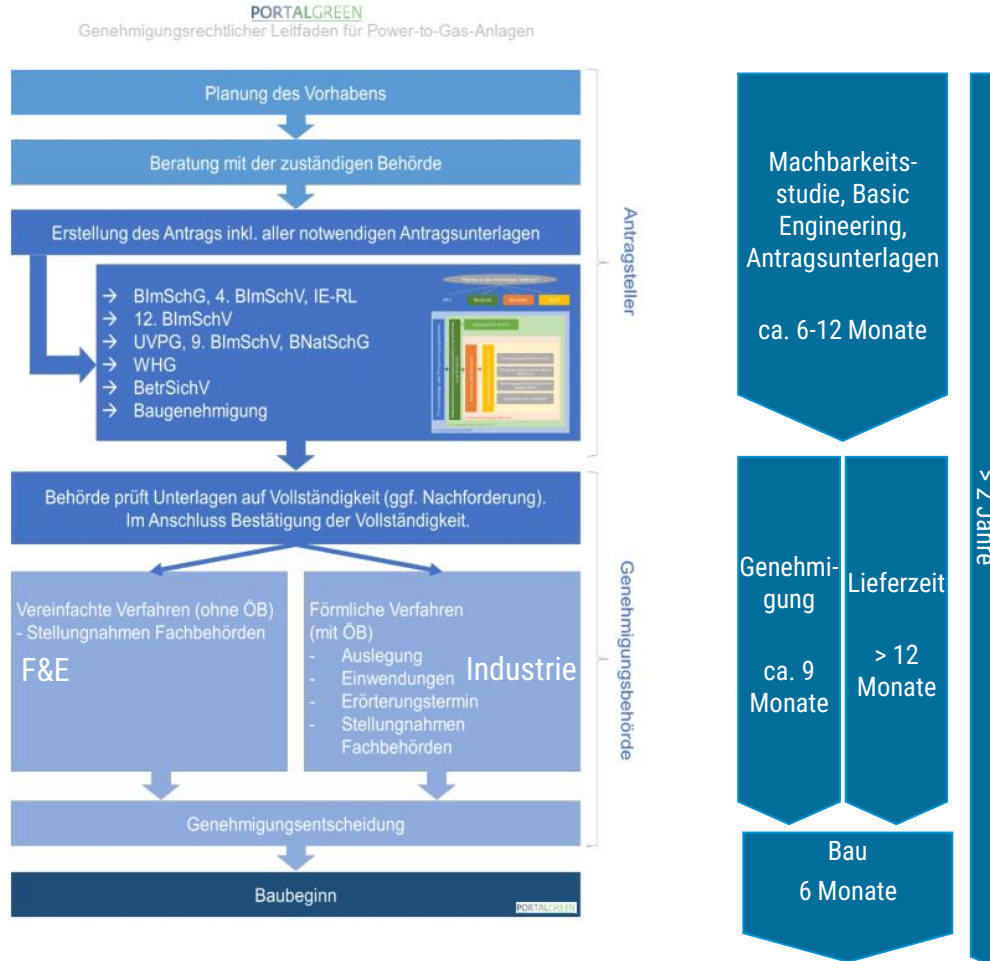 PORTALGREEN
Genehmigungsrechtlicher Leitfaden für Power-to-Gas-Anlagen
Planung des Vorhabens
Beratung mit der zuständigen Behörde
Erstellung des Antrags inkl. aller notwendigen Antragsunterlagen
→ BImSchG, 4. BImSchV, IE-RL
→ 12. BImSchV
→ UVPG, 9. BImSchV, BNatSchG
→ WHG
→ BetrSichV
→ Baugenehmigung
Antragsteller
Behörde prüft Unterlagen auf Vollständigkeit (ggf. Nachforderung).
Im Anschluss Bestätigung der Vollständigkeit.
Vereinfachte Verfahren (ohne ÖB)
- Stellungnahmen Fachbehörden
F&E
Förmliche Verfahren
(mit ÖB)
- Auslegung
- Einwendungen
- Erörterungstermin
- Stellungnahmen
Fachbehörden
Industrie
Genehmigungsbehörde
Genehmigungsentscheidung
Baubeginn
PORTALGREEN
Machbarkeits-
studie, Basic
Engineering,
Antragsunterlagen
ca. 6-12 Monate
Genehmi-
gung
ca. 9
Monate
Lieferzeit
> 12
Monate
Bau
6 Monate
> 2 Jahre